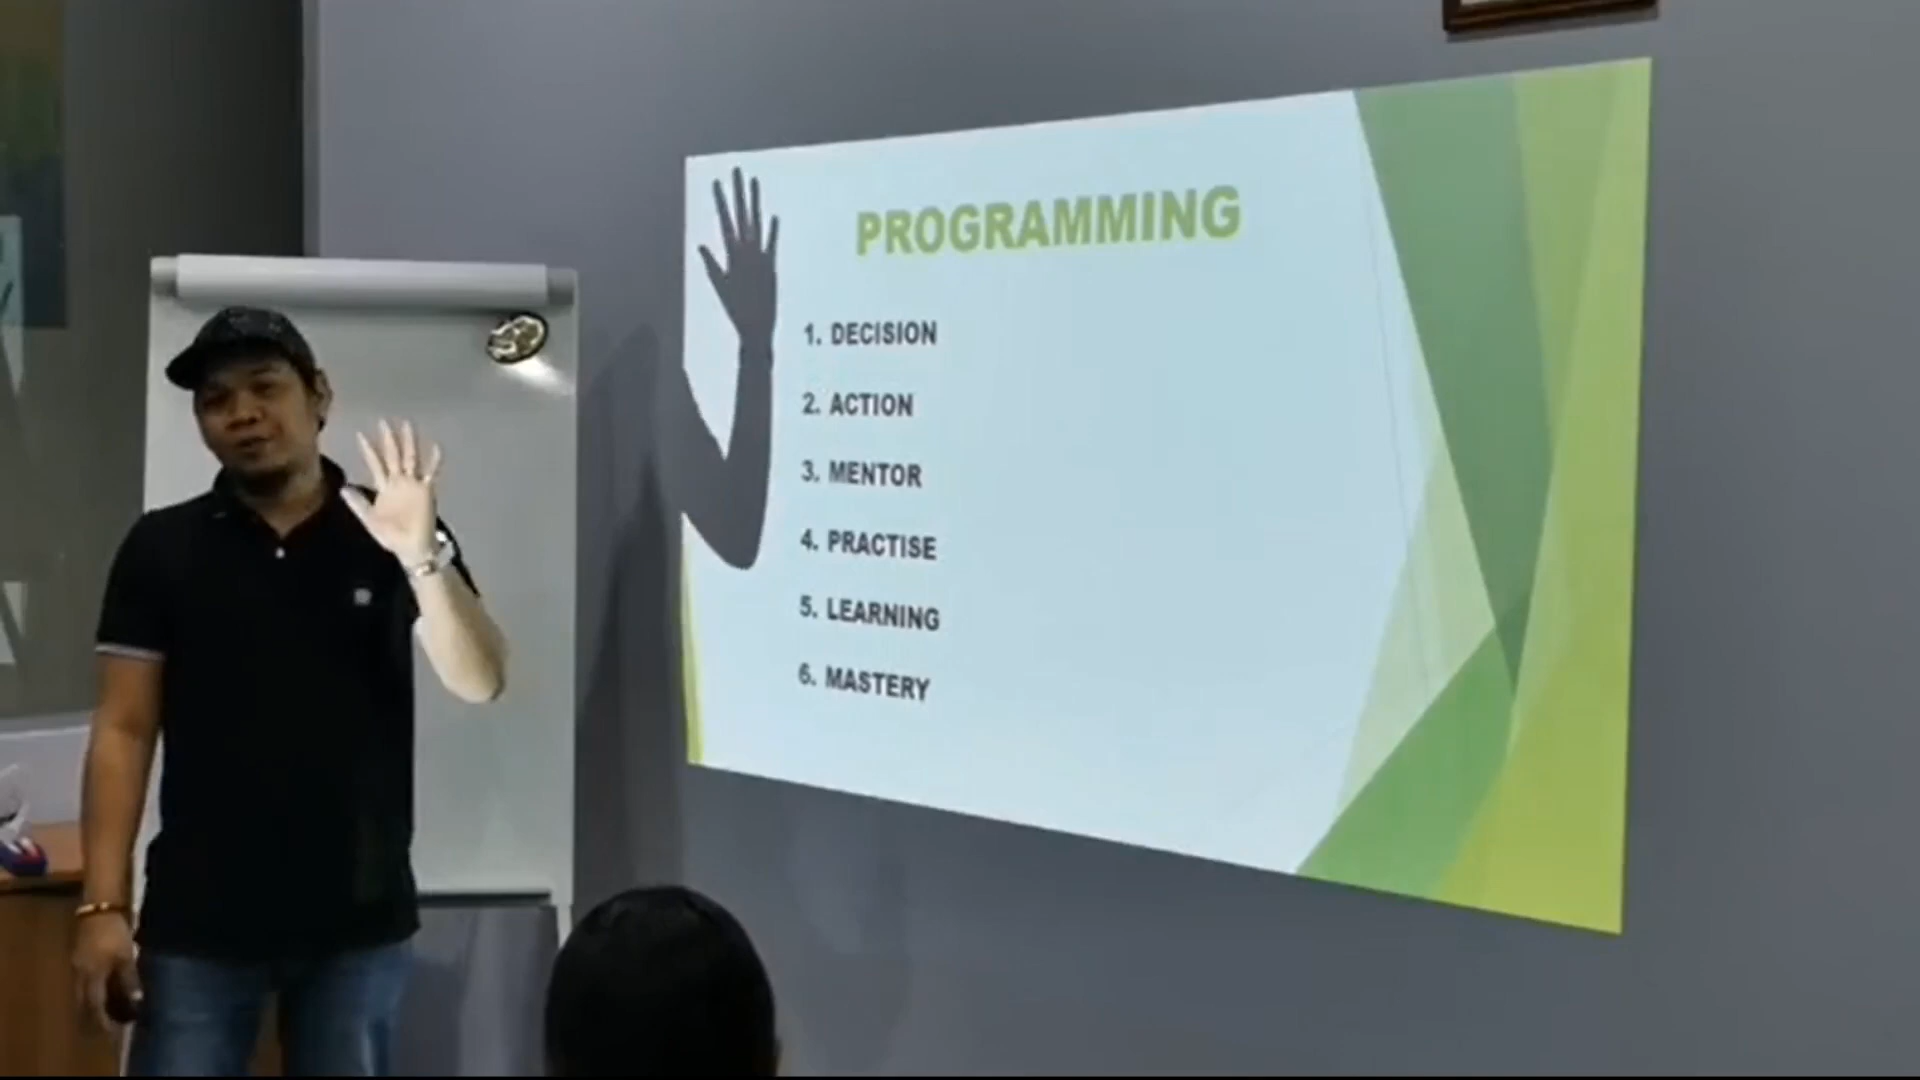 PROGRAMMING
1. DECISION
2. ACTION
3. MENTOR
4. PRACTISE
5. LEARNING
6. MASTERY